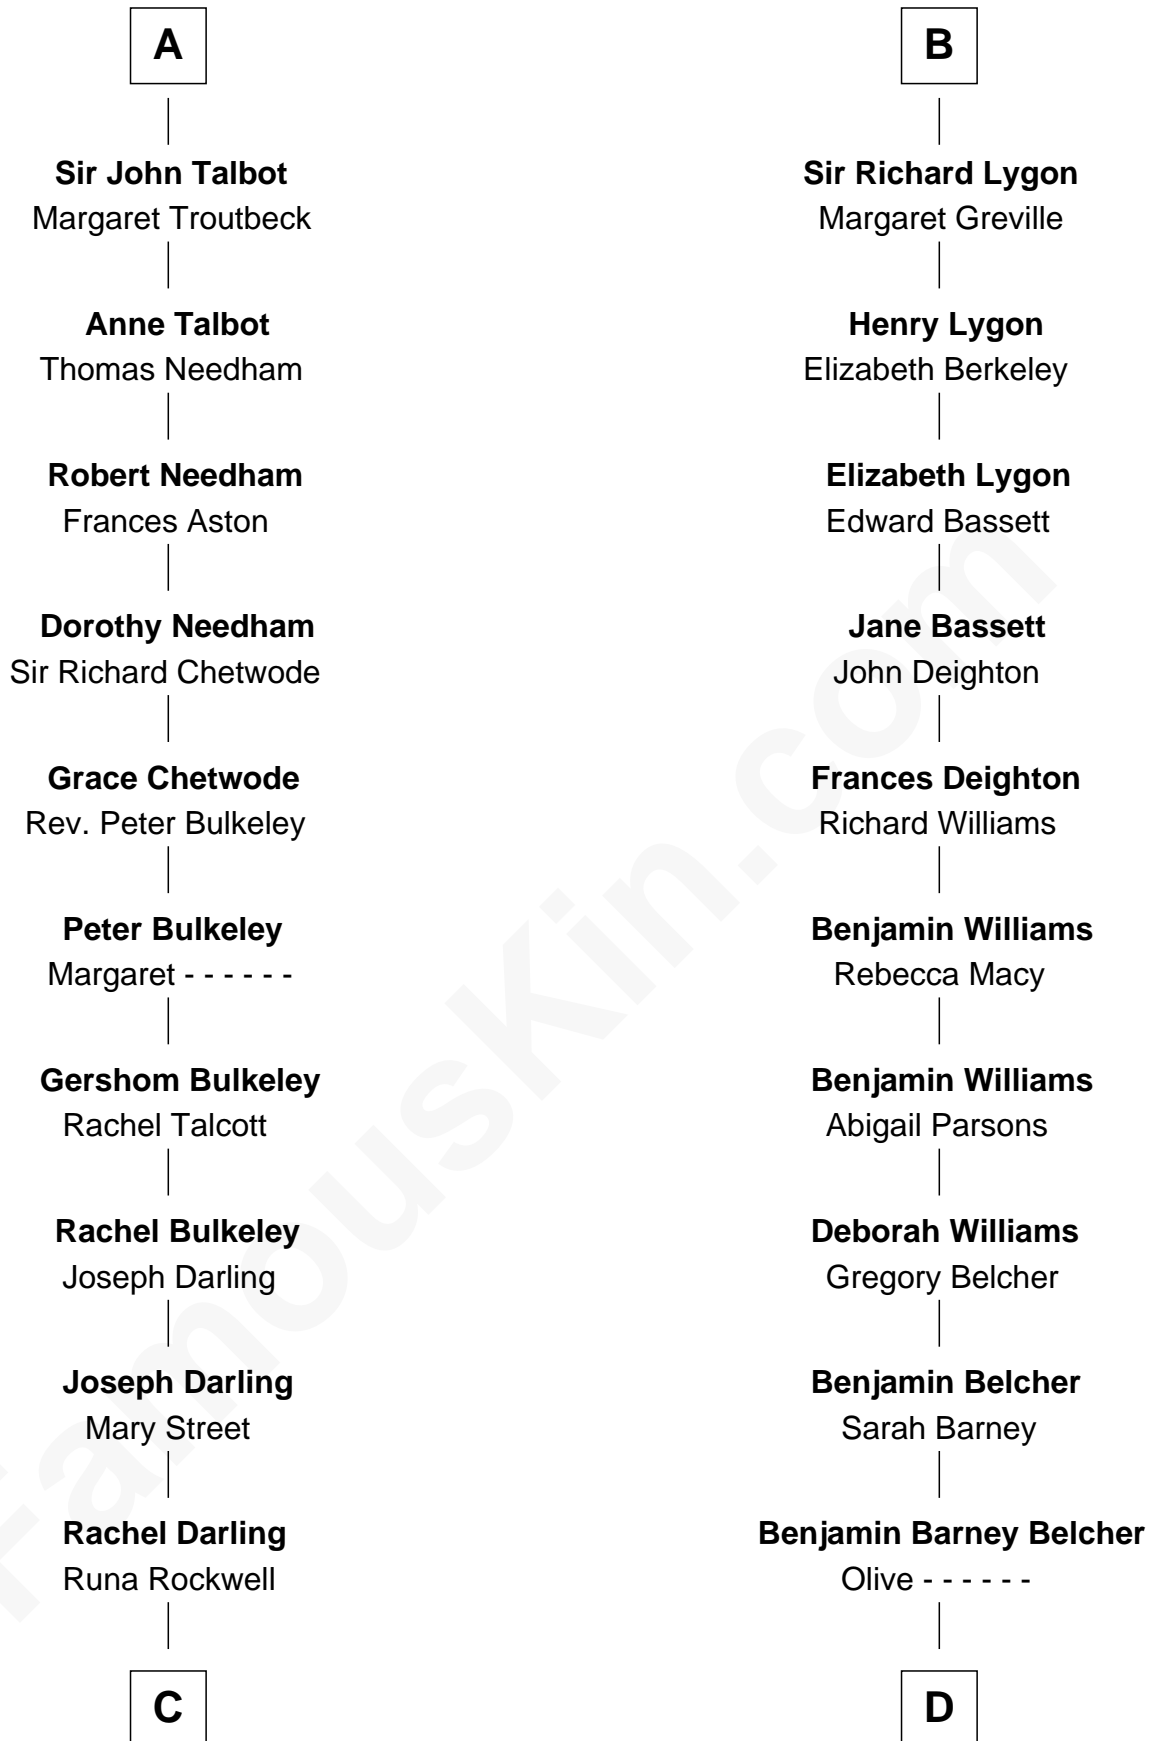 A
Sir John Talbot
Margaret Troutbeck
Anne Talbot
Thomas Needham
Robert Needham
Frances Aston
Dorothy Needham
Sir Richard Chetwode
Grace Chetwode
Rev. Peter Bulkeley
Peter Bulkeley
Margaret - - - - - -
Gershom Bulkeley
Rachel Talcott
Rachel Bulkeley
Joseph Darling
Joseph Darling
Mary Street
Rachel Darling
Runa Rockwell
C
B
Sir Richard Lygon
Margaret Greville
Henry Lygon
Elizabeth Berkeley
Elizabeth Lygon
Edward Bassett
Jane Bassett
John Deighton
Frances Deighton
Richard Williams
Benjamin Williams
Rebecca Macy
Benjamin Williams
Abigail Parsons
Deborah Williams
Gregory Belcher
Benjamin Belcher
Sarah Barney
Benjamin Barney Belcher
Olive - - - - - -
D
FamousKin.com